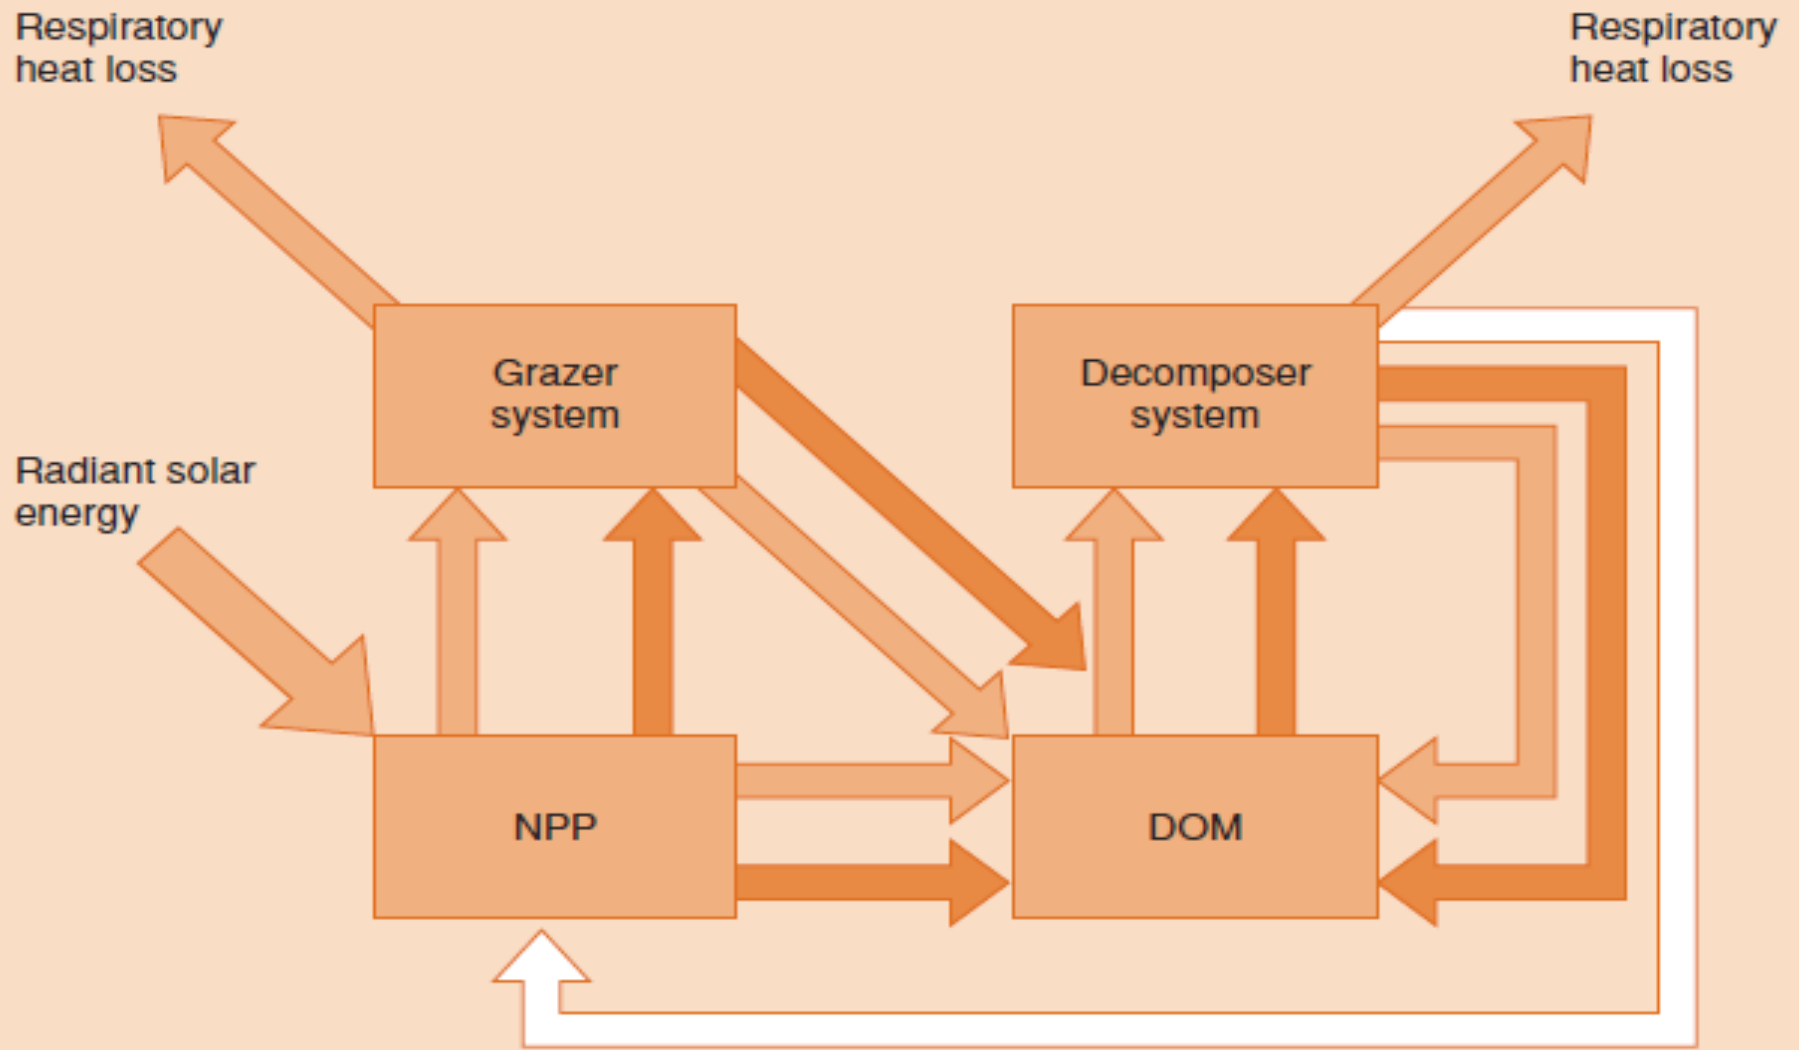 Respiratory
heat loss
Respiratory
heat loss
Grazer
system
Decomposer
system
Radiant solar
energy
NPP
DOM